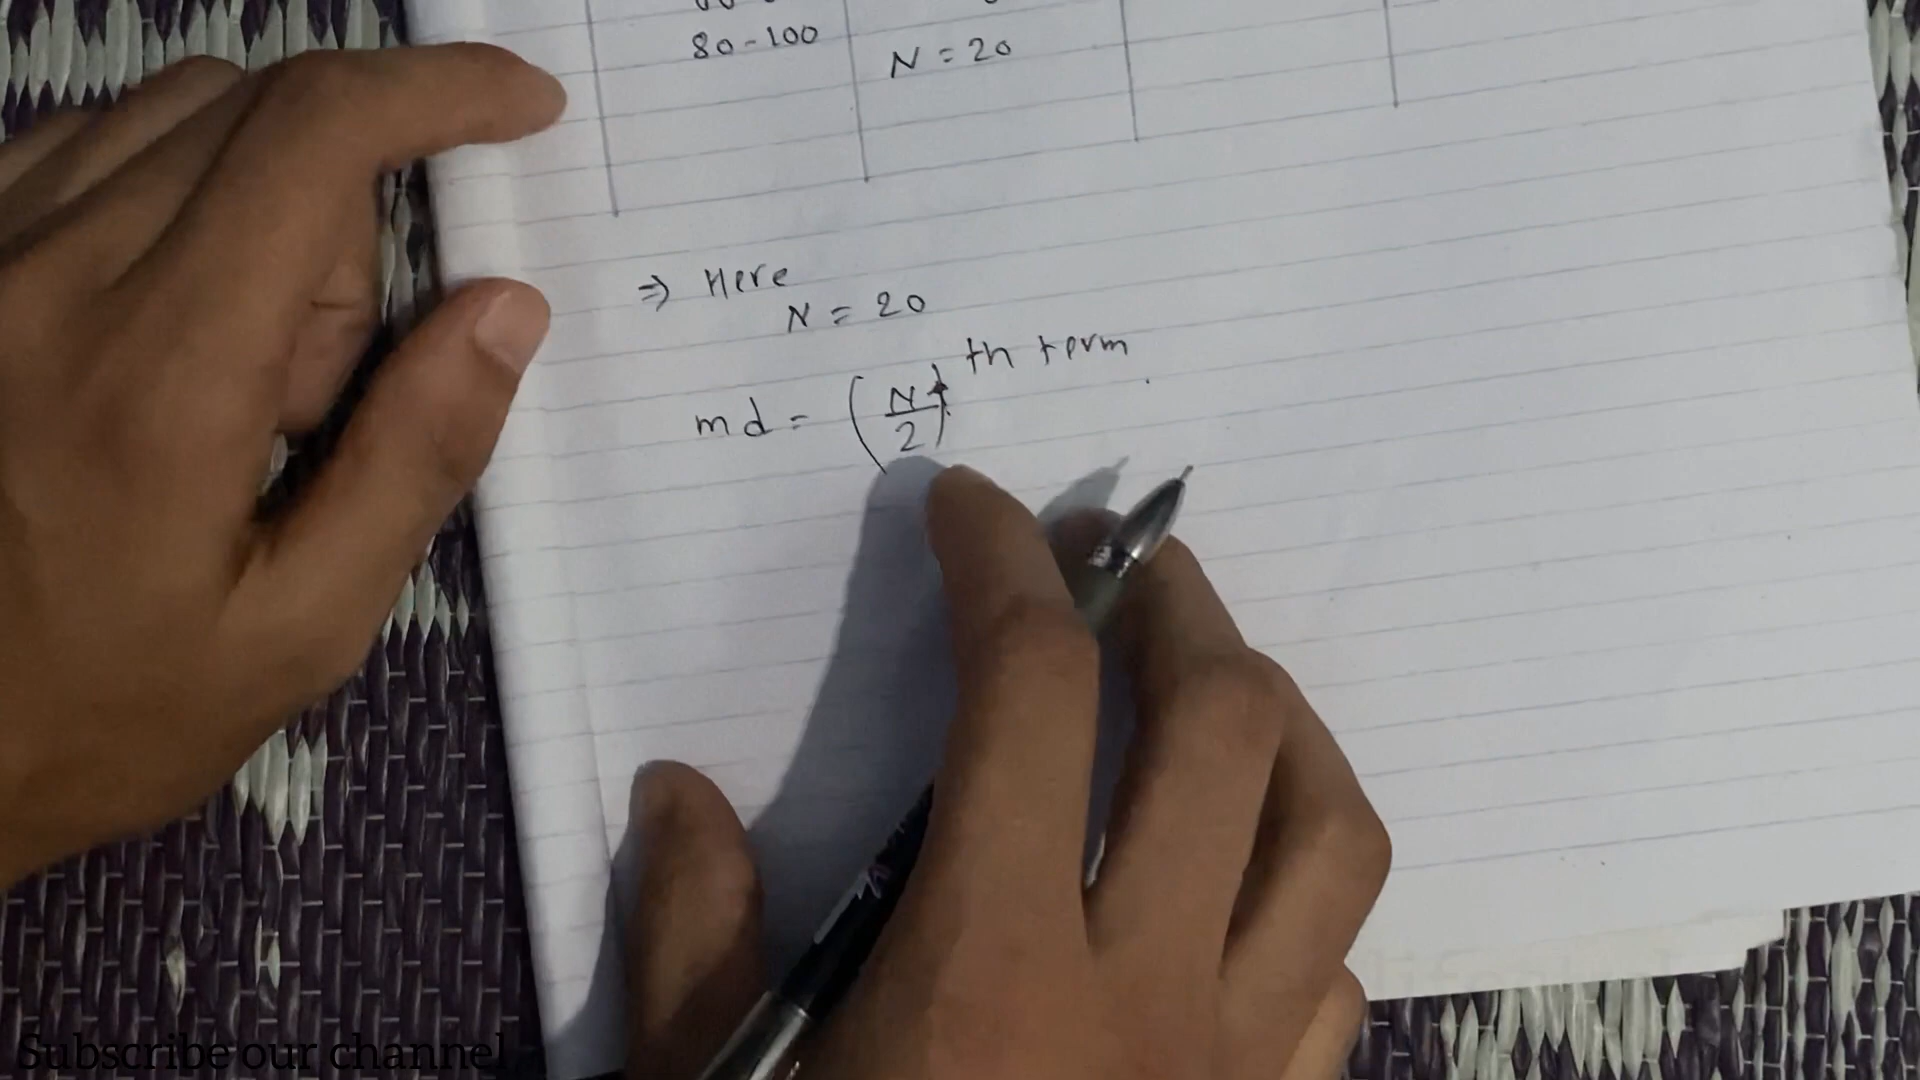 80-100
N = 20
⇒ Here
N = 20
md = (N/2) th term
Subscribe our channel